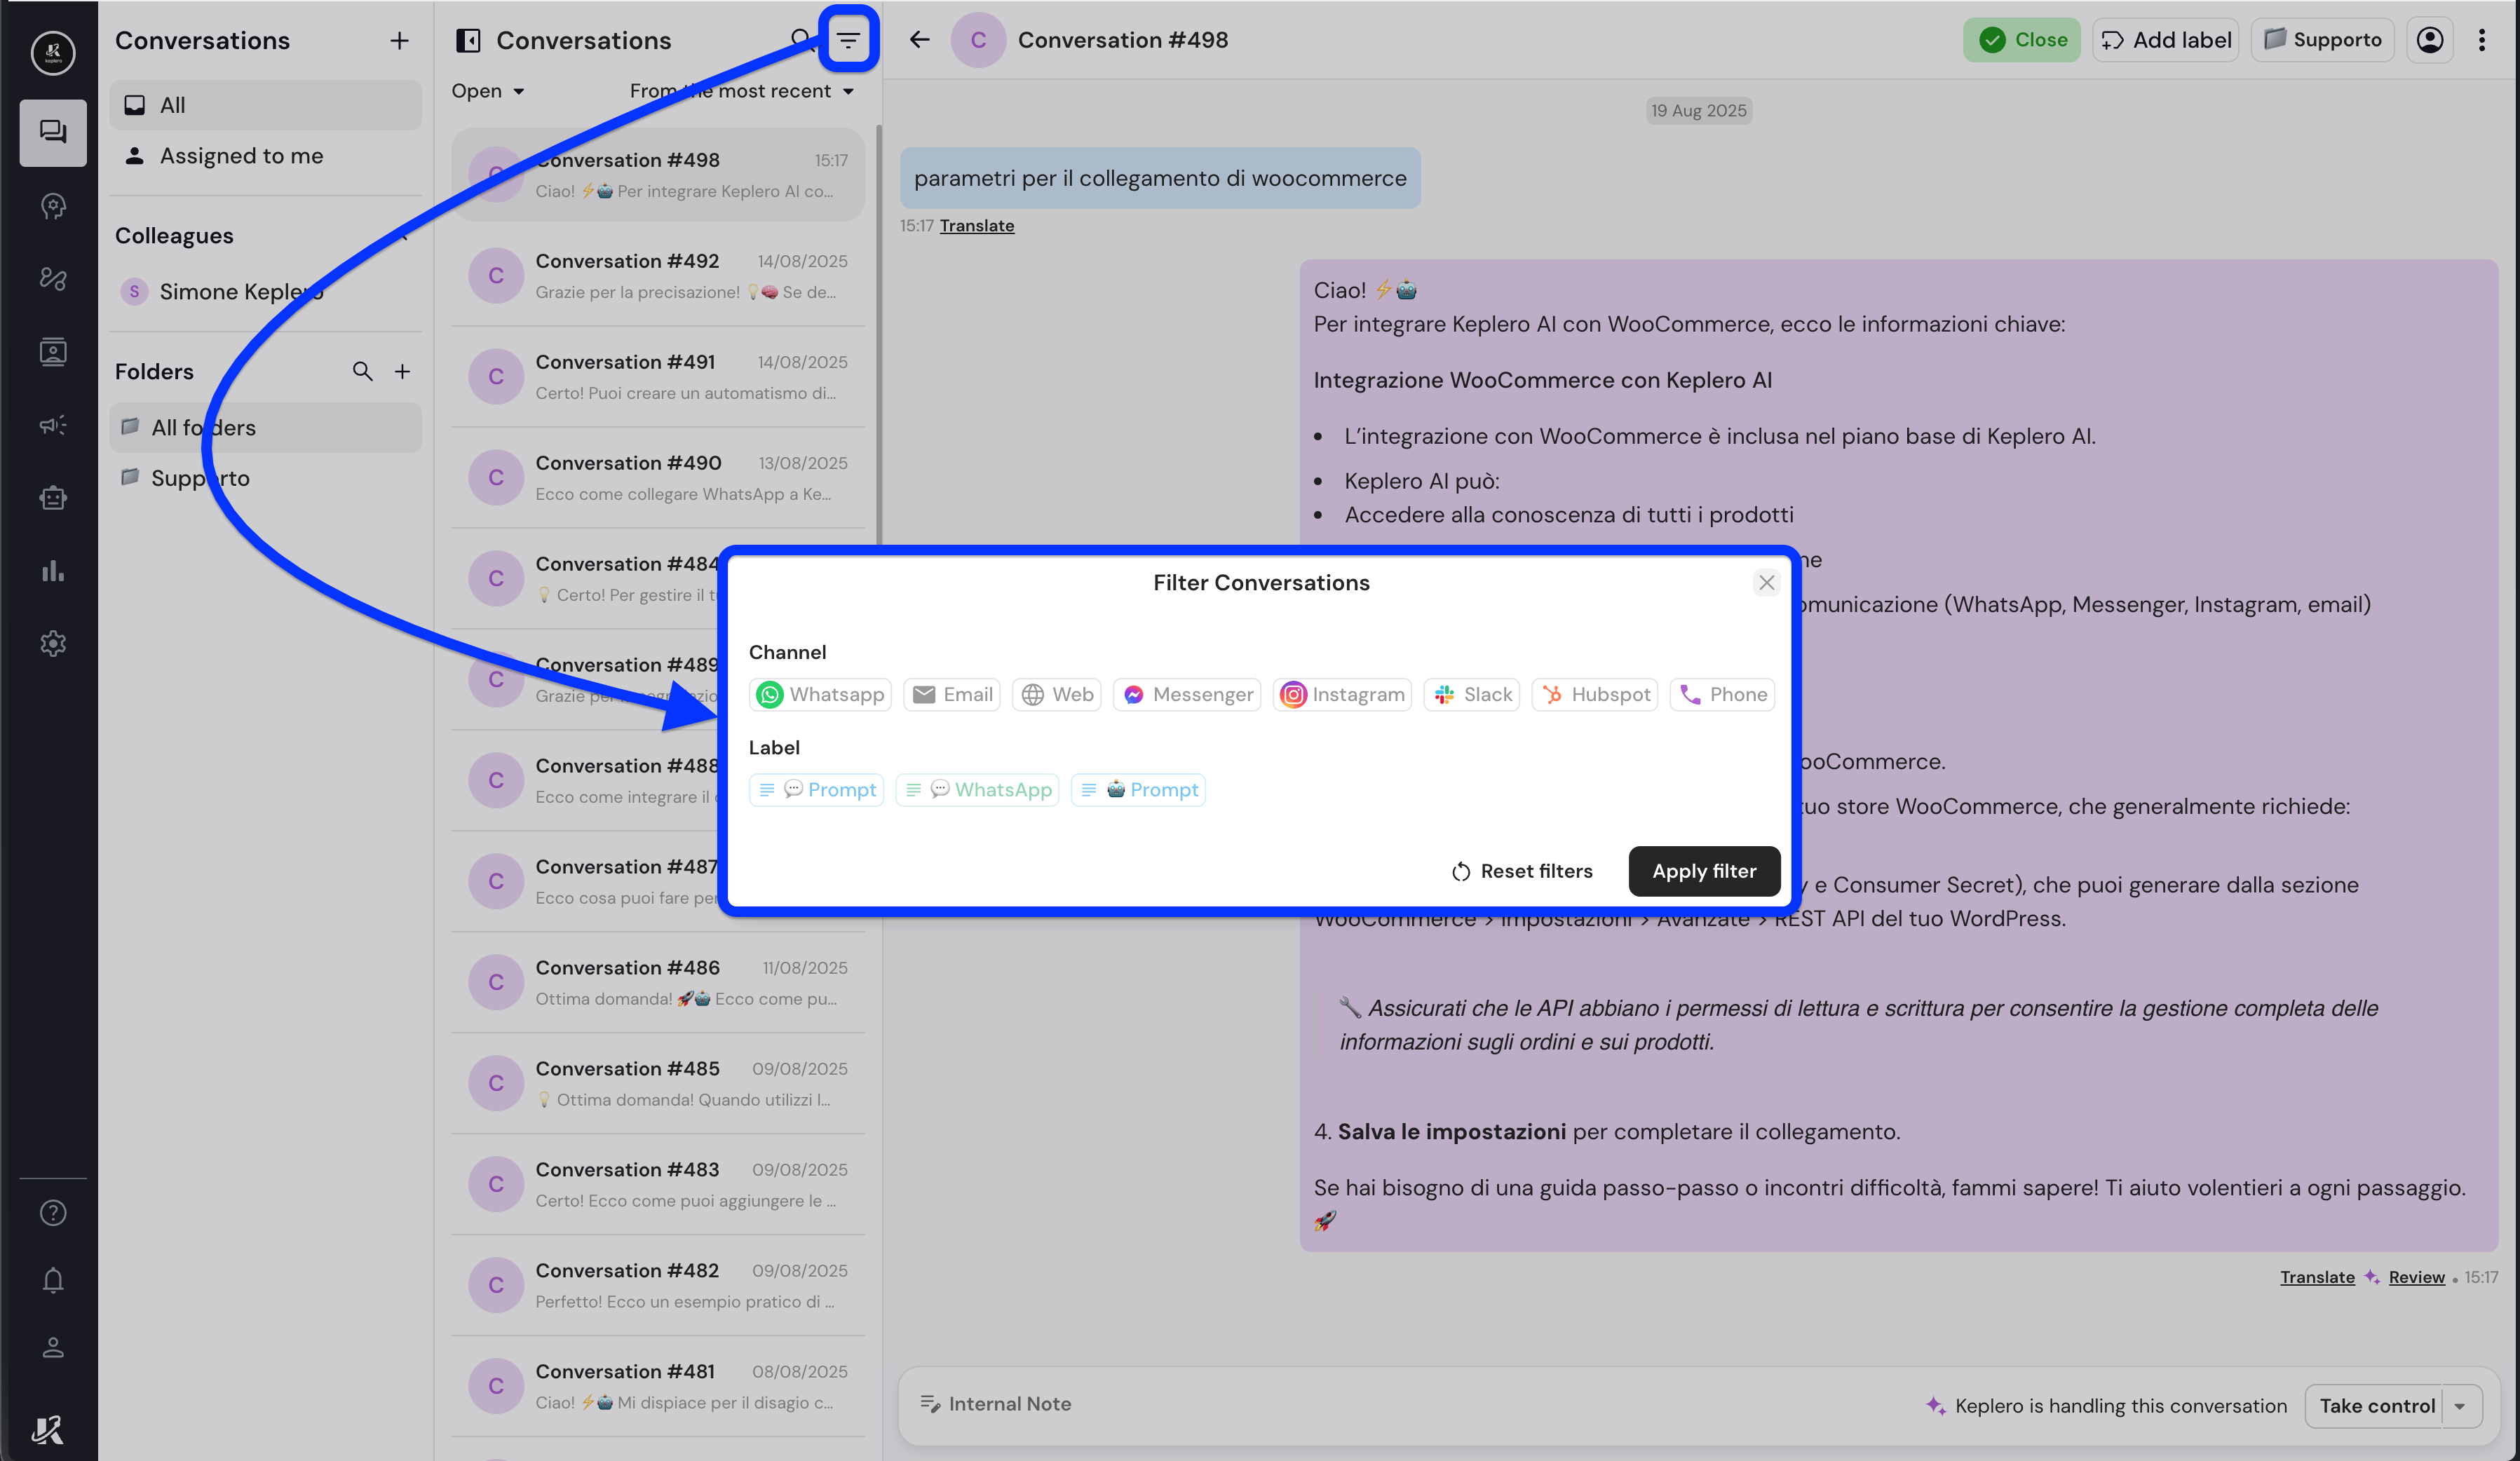 Conversations
All
Assigned to me
Colleagues
S Simone Keplero
Folders
All folders
Supporto
Conversations
Open
From the most recent
Conversation #498 15:17
Ciao! ⚡🤖 Per integrare Keplero AI co...
C Conversation #492 14/08/2025
Grazie per la precisazione! 💡🧠 Se de...
C Conversation #491 14/08/2025
Certo! Puoi creare un automatismo di...
C Conversation #490 13/08/2025
Ecco come collegare WhatsApp a Ke...
C Conversation #484
💡 Certo! Per gestire il t
C Conversation #489
Grazie per
C Conversation #488
Ecco come integrare il
C Conversation #487
Ecco cosa puoi fare per
C Conversation #486 11/08/2025
Ottima domanda! 🚀🤖 Ecco come pu...
C Conversation #485 09/08/2025
💡 Ottima domanda! Quando utilizzi l...
C Conversation #483 09/08/2025
Certo! Ecco come puoi aggiungere le ...
C Conversation #482 09/08/2025
Perfetto! Ecco un esempio pratico di ...
C Conversation #481 08/08/2025
Ciao! ⚡🤖 Mi dispiace per il disagio c...
C Conversation #498
Close
Add label
Supporto
19 Aug 2025
parametri per il collegamento di woocommerce
15:17 Translate
Ciao! ⚡🤖
Per integrare Keplero AI con WooCommerce, ecco le informazioni chiave:
Integrazione WooCommerce con Keplero AI
• L’integrazione con WooCommerce è inclusa nel piano base di Keplero AI.
• Keplero AI può:
• Accedere alla conoscenza di tutti i prodotti
ne
omunicazione (WhatsApp, Messenger, Instagram, email)
ooCommerce.
tuo store WooCommerce, che generalmente richiede:
y e Consumer Secret), che puoi generare dalla sezione
WooCommerce > Impostazioni > Avanzate > REST API del tuo WordPress.
🔧 Assicurati che le API abbiano i permessi di lettura e scrittura per consentire la gestione completa delle
informazioni sugli ordini e sui prodotti.
4. Salva le impostazioni per completare il collegamento.
Se hai bisogno di una guida passo-passo o incontri difficoltà, fammi sapere! Ti aiuto volentieri a ogni passaggio.
🚀
Translate Review • 15:17
Internal Note
Keplero is handling this conversation
Take control
Filter Conversations
Channel
Whatsapp Email Web Messenger Instagram Slack Hubspot Phone
Label
💬 Prompt 💬 WhatsApp 🤖 Prompt
Reset filters
Apply filter